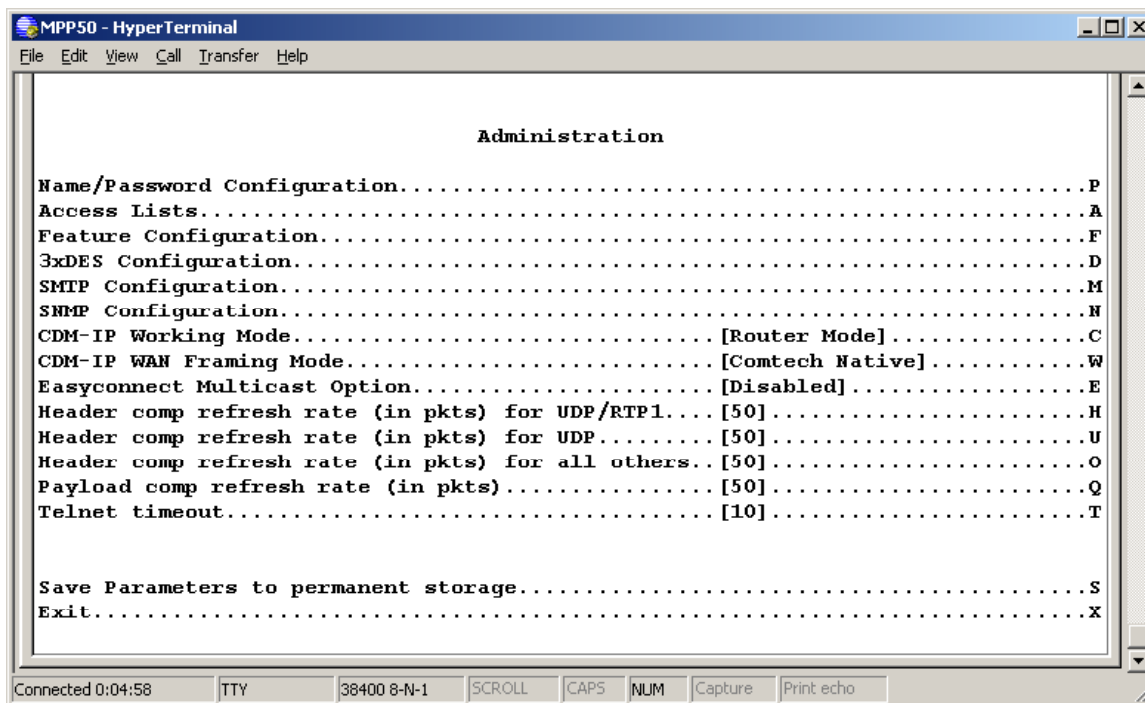 MPP50 - HyperTerminal
File Edit View Call Transfer Help
Administration
Name/Password Configuration....................................................P
Access Lists...................................................................A
Feature Configuration..........................................................F
3xDES Configuration............................................................D
SMTP Configuration.............................................................M
SNMP Configuration.............................................................N
CDM-IP Working Mode................................[Router Mode]...............C
CDM-IP WAN Framing Mode............................[Comtech Native]............W
Easyconnect Multicast Option.......................[Disabled]..................E
Header comp refresh rate (in pkts) for UDP/RTP1....[50]........................H
Header comp refresh rate (in pkts) for UDP.........[50]........................U
Header comp refresh rate (in pkts) for all others..[50]........................O
Payload comp refresh rate (in pkts)................[50]........................Q
Telnet timeout.....................................[10]........................T
Save Parameters to permanent storage...........................................S
Exit...........................................................................X
Connected 0:04:58 TTY 38400 8-N-1 SCROLL CAPS NUM Capture Print echo